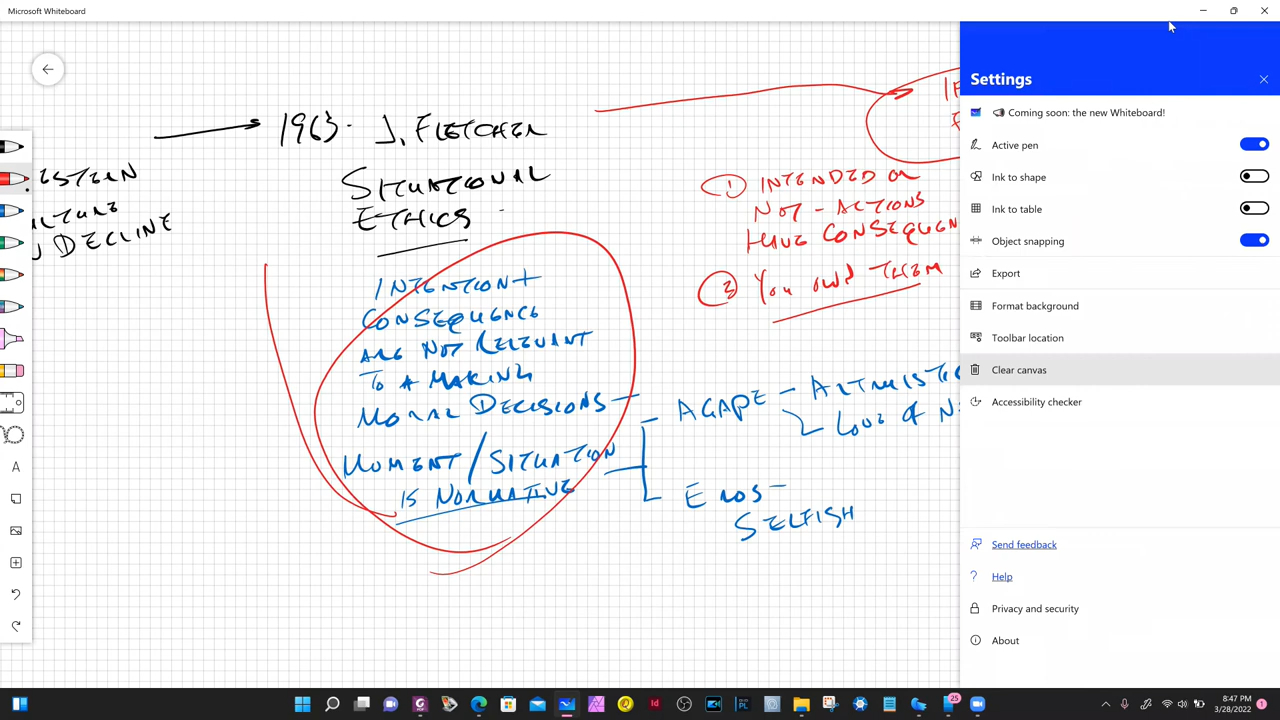 Microsoft Whiteboard
1963- J. FLETCHER
SITUATIONAL
ETHICS
DECLINE
INTENTION +
CONSEQUENCE
ARE NOT RELEVANT
TO A MAKING
MORAL DECISIONS
MOMENT / SITUATION
IS NORMATIVE
① INTENDED OR
NOT - ACTIONS
HAVE CONSEQUEN
② YOU OWN THEM
AGAPE - ALTRUISTIC
LOVE OF
EROS -
SELFISH
Settings
Coming soon: the new Whiteboard!
Active pen
Ink to shape
Ink to table
Object snapping
Export
Format background
Toolbar location
Clear canvas
Accessibility checker
Send feedback
Help
Privacy and security
About
25
8:47 PM
3/28/2022
1